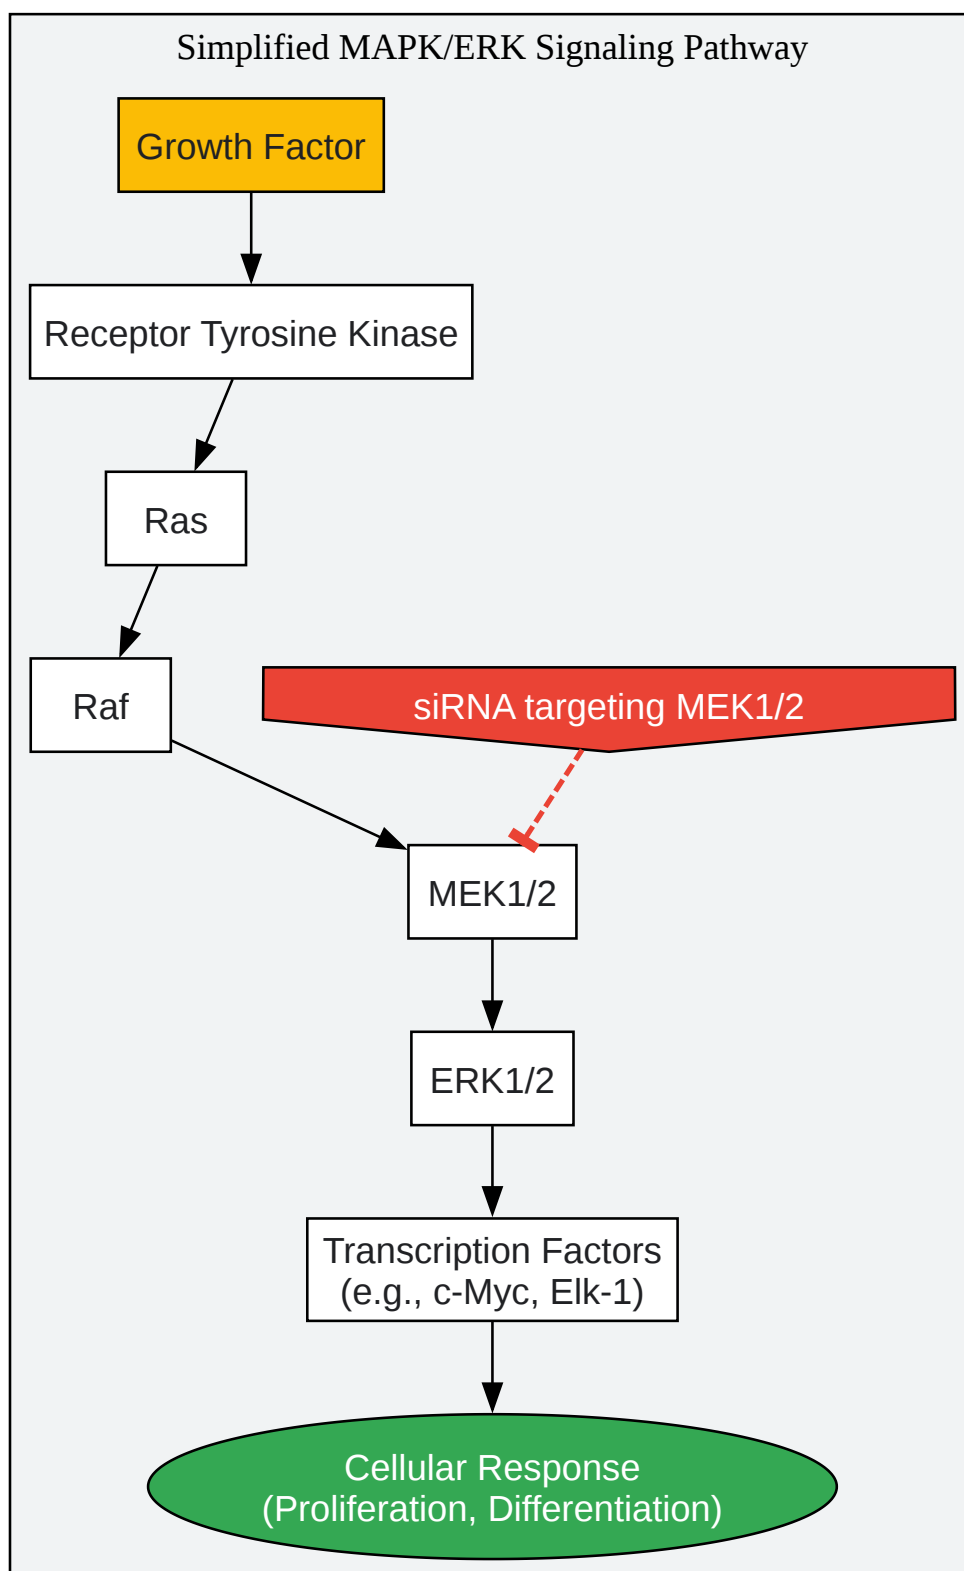 Simplified MAPK/ERK Signaling Pathway
Growth Factor
Receptor Tyrosine Kinase
Ras
Raf
siRNA targeting MEK1/2
MEK1/2
ERK1/2
Transcription Factors
(e.g., c-Myc, Elk-1)
Cellular Response
(Proliferation, Differentiation)